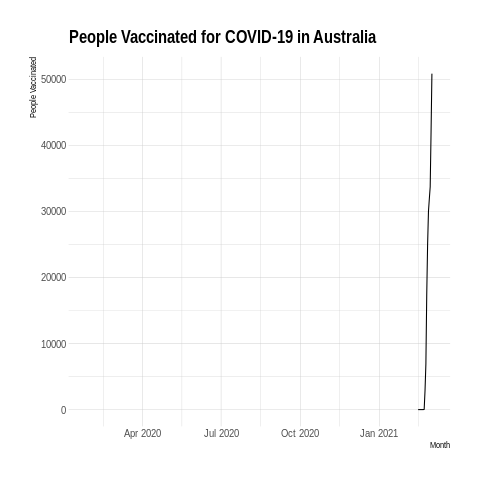 People Vaccinated for COVID-19 in Australia
People Vaccinated
50000
40000
30000
20000
10000
0
Apr 2020 Jul 2020 Oct 2020 Jan 2021
Month